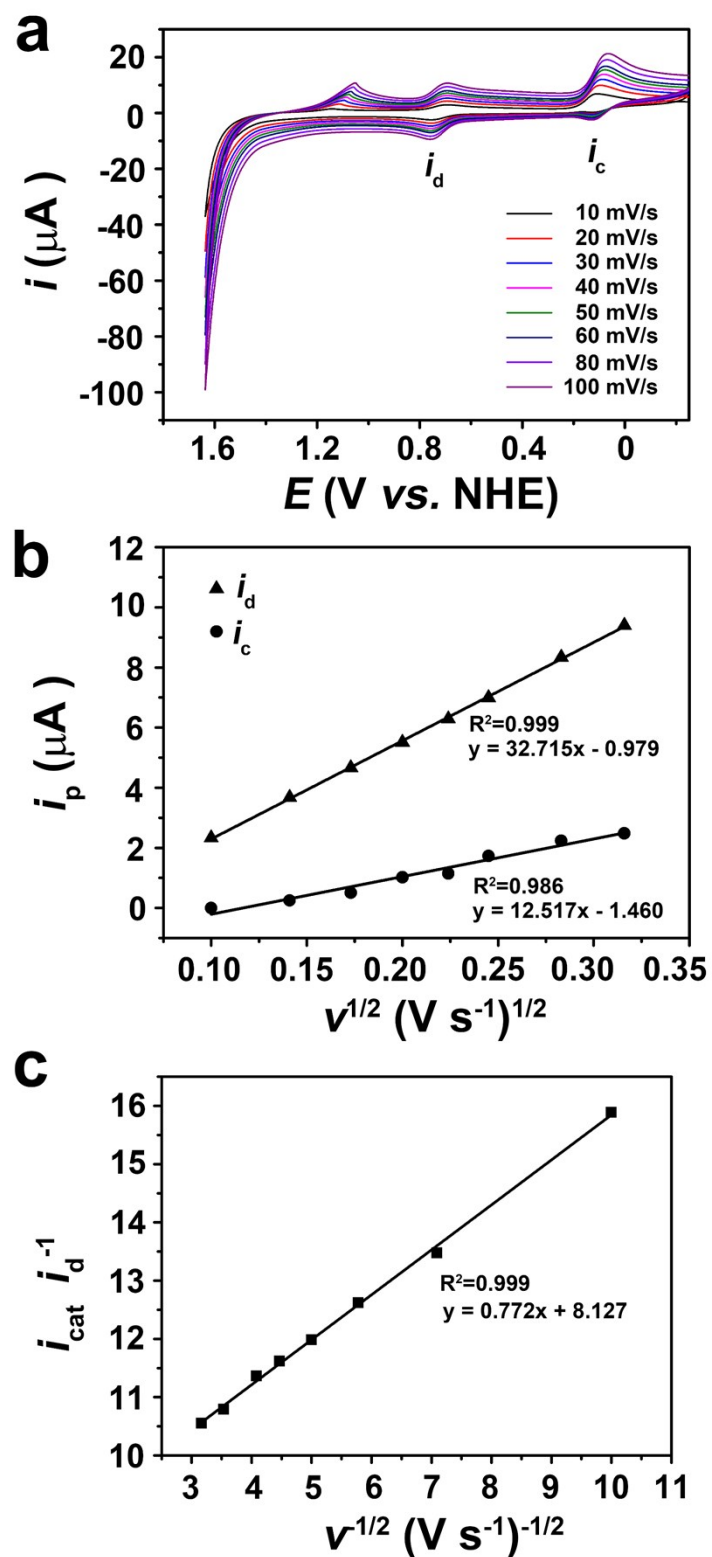 a
20
0
-20
-40
-60
-80
-100
i (μA)
i_d
i_c
10 mV/s
20 mV/s
30 mV/s
40 mV/s
50 mV/s
60 mV/s
80 mV/s
100 mV/s
1.6 1.2 0.8 0.4 0
E (V vs. NHE)
b
12
10
8
6
4
2
0
i_p (μA)
i_d
i_c
R²=0.999
y = 32.715x - 0.979
R²=0.986
y = 12.517x - 1.460
0.10 0.15 0.20 0.25 0.30 0.35
v^1/2 (V s⁻¹)^1/2
c
16
15
14
13
12
11
10
i_cat i_d^-1
R²=0.999
y = 0.772x + 8.127
3 4 5 6 7 8 9 10 11
v^-1/2 (V s⁻¹)^-1/2